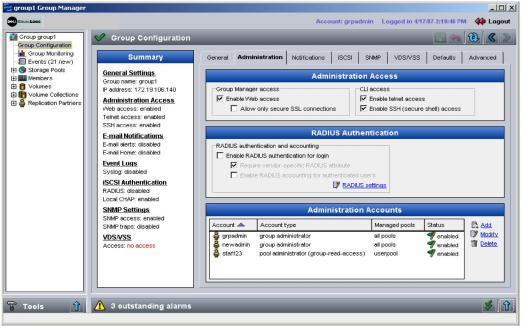 group1 Group Manager
Account: grpadmin Logged in 4/17/07 2:19:46 PM Logout
Group group1
Group Configuration
Group Monitoring
Events (21 new)
Storage Pools
Members
Volumes
Volume Collections
Replication Partners
Group Configuration
Summary
General Settings
Group name: group1
IP address: 172.19.106.140
Administration Access
Web access: enabled
Telnet access: enabled
SSH access: enabled
E-mail Notifications
E-mail alerts: disabled
E-mail Home: disabled
Event Logs
Syslog: disabled
iSCSI Authentication
RADIUS: disabled
Local CHAP: enabled
SNMP Settings
SNMP access: enabled
SNMP traps: disabled
VDS/VSS
Access: no access
General Administration Notifications iSCSI SNMP VDS/VSS Defaults Advanced
Administration Access
Group Manager access
Enable Web access
Allow only secure SSL connections
CLI access
Enable telnet access
Enable SSH (secure shell) access
RADIUS Authentication
RADIUS authentication and accounting
Enable RADIUS authentication for login
Require vendor-specific RADIUS attribute
Enable RADIUS accounting for authenticated users
RADIUS settings
Administration Accounts
Account Account type Managed pools Status
grpadmin group administrator all pools enabled
newadmin group administrator all pools enabled
staff23 pool administrator (group-read-access) userpool enabled
Add
Modify
Delete
Tools
3 outstanding alarms